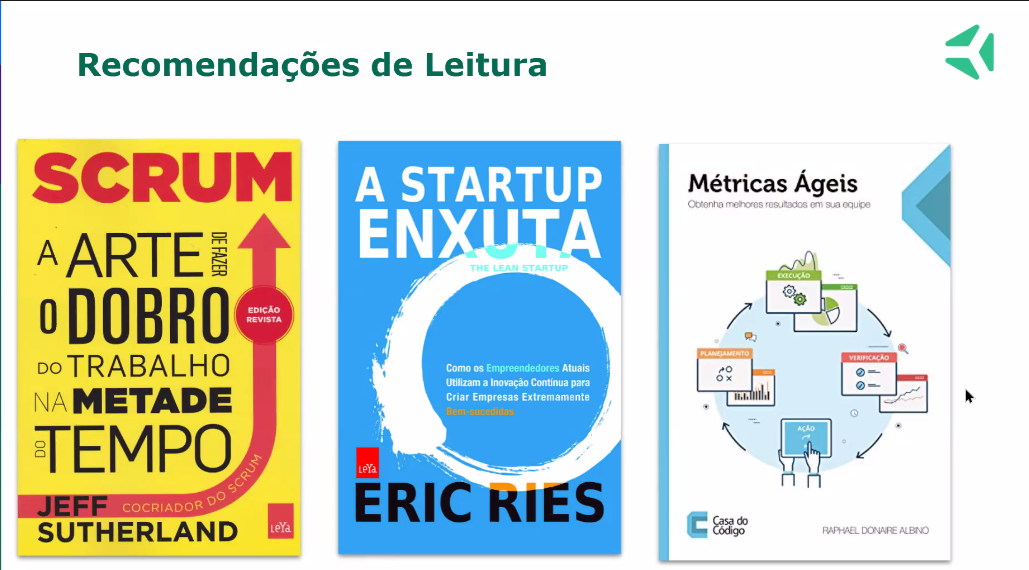 Recomendações de Leitura
SCRUM
A ARTE DE FAZER
O DOBRO
DO TRABALHO
NA METADE
DO TEMPO
EDIÇÃO
REVISTA
JEFF
SUTHERLAND
COCRIADOR DO SCRUM
LeYa
A STARTUP
ENXUTA
THE LEAN STARTUP
Como os Empreendedores Atuais
Utilizam a Inovação Contínua para
Criar Empresas Extremamente
Bem-sucedidas
LeYa
ERIC RIES
Métricas Ágeis
Obtenha melhores resultados em sua equipe
EXECUÇÃO
PLANEJAMENTO
VERIFICAÇÃO
AÇÃO
Casa do
Código
RAPHAEL DONAIRE ALBINO